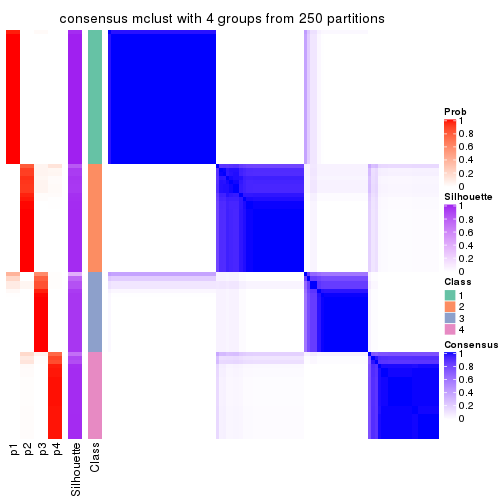 consensus mclust with 4 groups from 250 partitions
Prob
1
0.8
0.6
0.4
0.2
0
Silhouette
1
0.8
0.6
0.4
0.2
0
Class
1
2
3
4
Consensus
1
0.8
0.6
0.4
0.2
0
p1
p2
p3
p4
Silhouette
Class